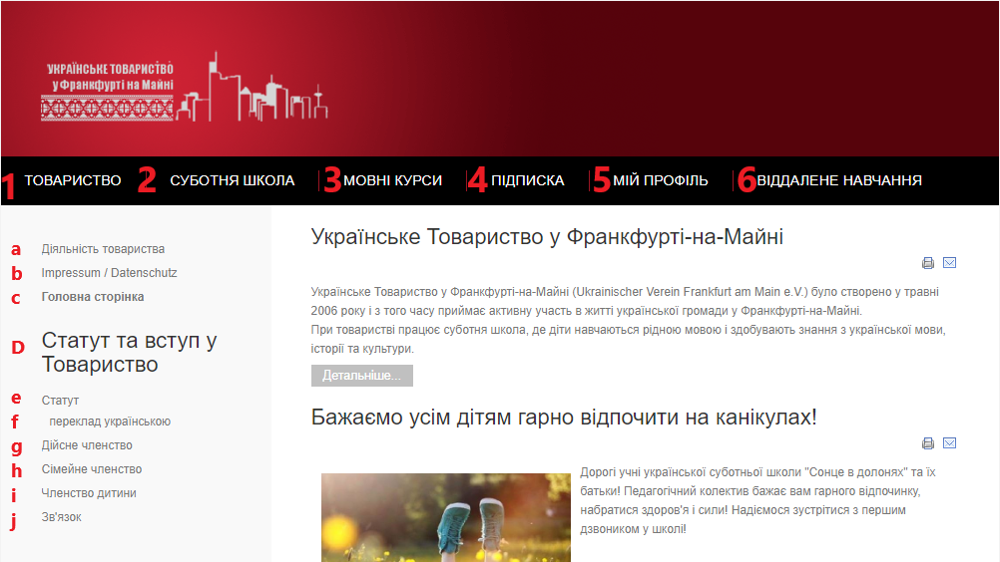 УКРАЇНСЬКЕ ТОВАРИСТВО
у Франкфурті на Майні
1 ТОВАРИСТВО 2 СУБОТНЯ ШКОЛА 3 МОВНІ КУРСИ 4 ПІДПИСКА 5 МІЙ ПРОФІЛЬ 6 ВІДДАЛЕНЕ НАВЧАННЯ
a Діяльність товариства
b Impressum / Datenschutz
c Головна сторінка
D Статут та вступ у
Товариство
e Статут
f переклад українською
g Дійсне членство
h Сімейне членство
i Членство дитини
j Зв'язок
Українське Товариство у Франкфурті-на-Майні
Українське Товариство у Франкфурті-на-Майні (Ukrainischer Verein Frankfurt am Main e.V.) було створено у травні
2006 року і з того часу приймає активну участь в житті української громади у Франкфурті-на-Майні.
При товаристві працює суботня школа, де діти навчаються рідною мовою і здобувають знання з української мови,
історії та культури.
Детальніше...
Бажаємо усім дітям гарно відпочити на канікулах!
Дорогі учні української суботньої школи "Сонце в долонях" та їх
батьки! Педагогічний колектив бажає вам гарного відпочинку,
набратися здоров'я і сили! Надіємося зустрітися з першим
дзвоником у школі!